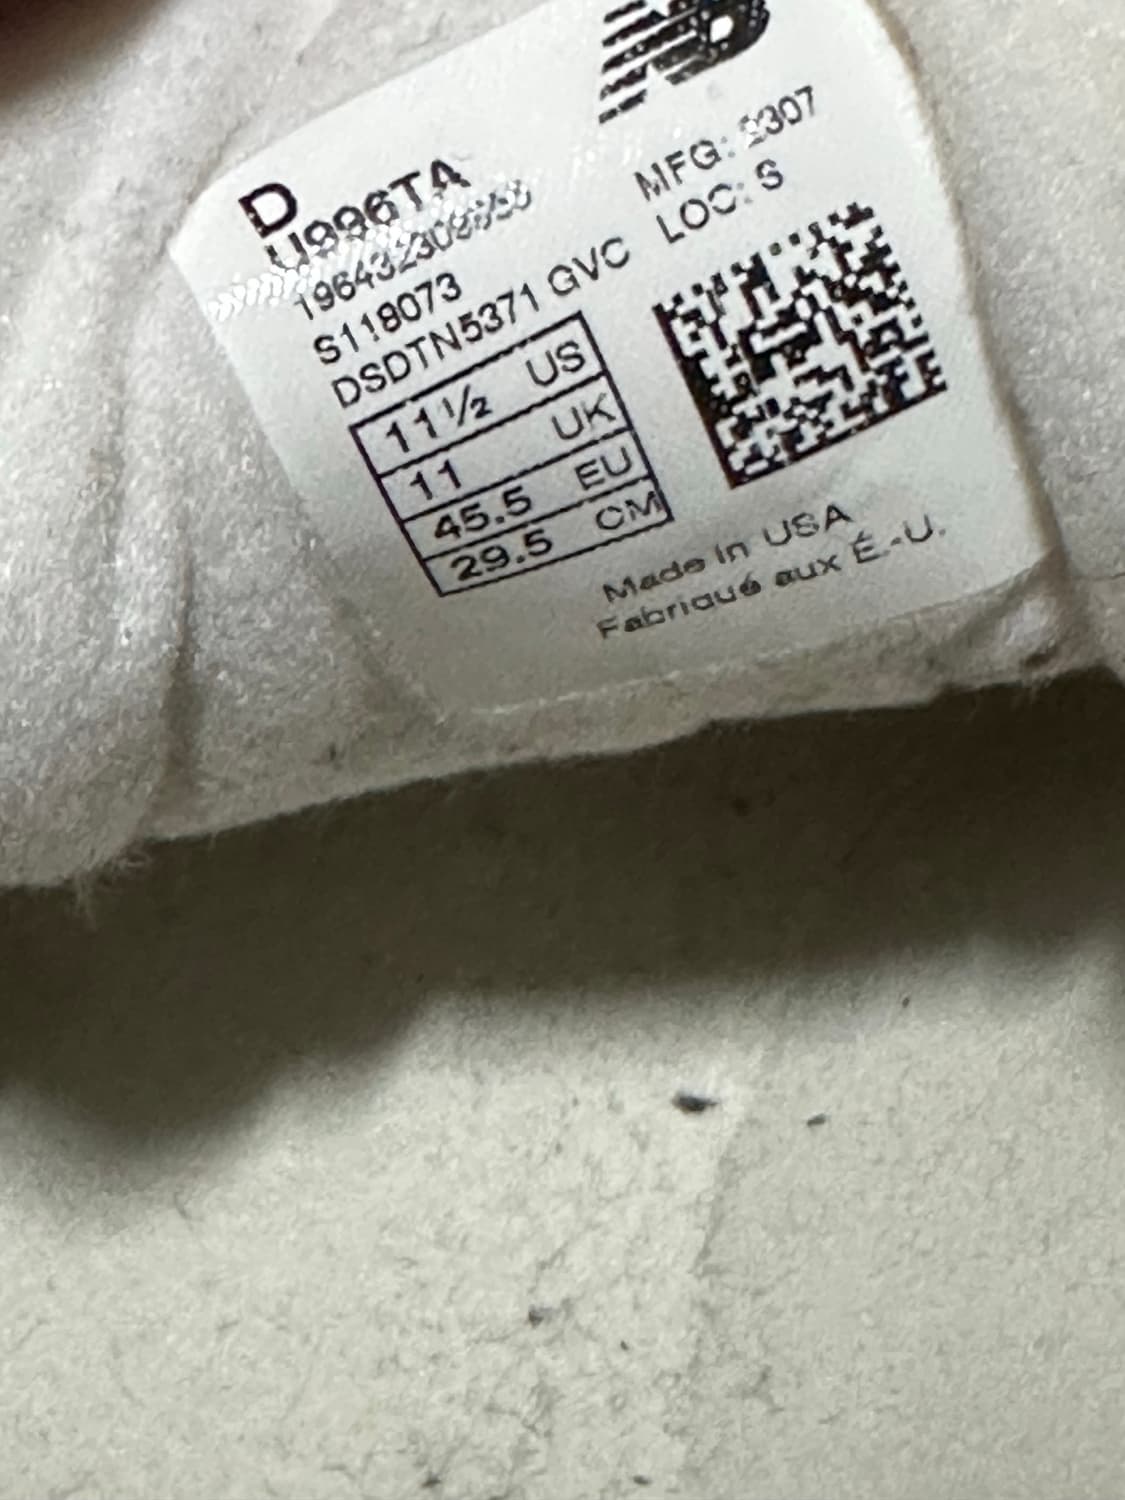 D
U996TA
S118073
DSDTN5371 GVC
MFG: 2307
LOC: S
11½ US
11 UK
45.5 EU
29.5 CM
Made in USA
Fabriqué aux É.-U.